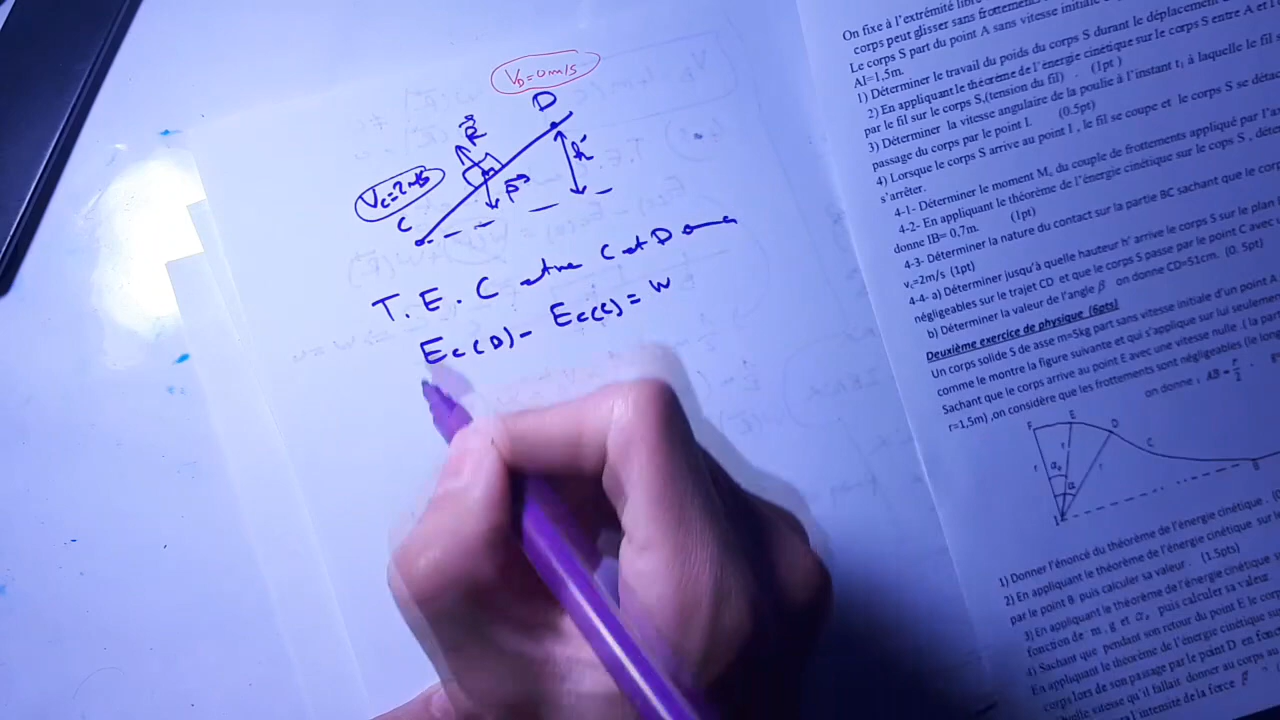 V_D=0m/s
D
R
h'
V_C=2m/s
P
C
T.E.C entre C et D on a
Ec(D) - Ec(C) = W
On fixe à l'extrémité
corps peut glisser sans frottements
Le corps S part du point A sans vitesse initiale
AI=1,5m.
1) Déterminer le travail du poids du corps S durant le déplacement
2) En appliquant le théorème de l'énergie cinétique sur le corps S entre A et I
par le fil sur le corps S,(tension du fil) . (1pt )
3) Déterminer la vitesse angulaire de la poulie à l'instant t₁ à laquelle le fil
passage du corps par le point I. (0.5pt)
4) Lorsque le corps S arrive au point I , le fil se coupe et le corps S se
s'arrêter.
4-1- Déterminer le moment Mc du couple de frottements appliqué par
4-2- En appliquant le théorème de l'énergie cinétique sur le cops S ,
donne IB= 0,7m. (1pt)
4-3- Déterminer la nature du contact sur la partie BC sachant que le
vc=2m/s (1pt)
4-4- a) Déterminer jusqu'à quelle hauteur h' arrive le corps S sur le plan
négligeables sur le trajet CD et que le corps S passe par le point C avec
b) Déterminer la valeur de l'angle β on donne CD=51cm. (0. 5pt)
Deuxième exercice de physique (6pts)
Un corps solide S de asse m=5kg part sans vitesse initiale d'un point A
comme le montre la figure suivante et qui s'applique sur lui seulement
Sachant que le corps arrive au point E avec une vitesse nulle .( la
r=1,5m) ,on considère que les frottements sont négligeables (le
on donne : AB = r/2 .
F E D C B
r r r
α₀ α
I
1) Donner l'énoncé du théorème de l'énergie cinétique .
2) En appliquant le théorème de l'énergie cinétique sur
par le point B puis calculer sa valeur . (1.5pts)
3) En appliquant le théorème de l'énergie cinétique
fonction de m , g et α₀ , puis calculer sa valeur.
4) Sachant que pendant son retour du point E le
En appliquant le théorème de l'énergie cinétique
corps lors de son passage par le point D en
vitesse qu'il fallait donner au corps
l'intensité de la force F